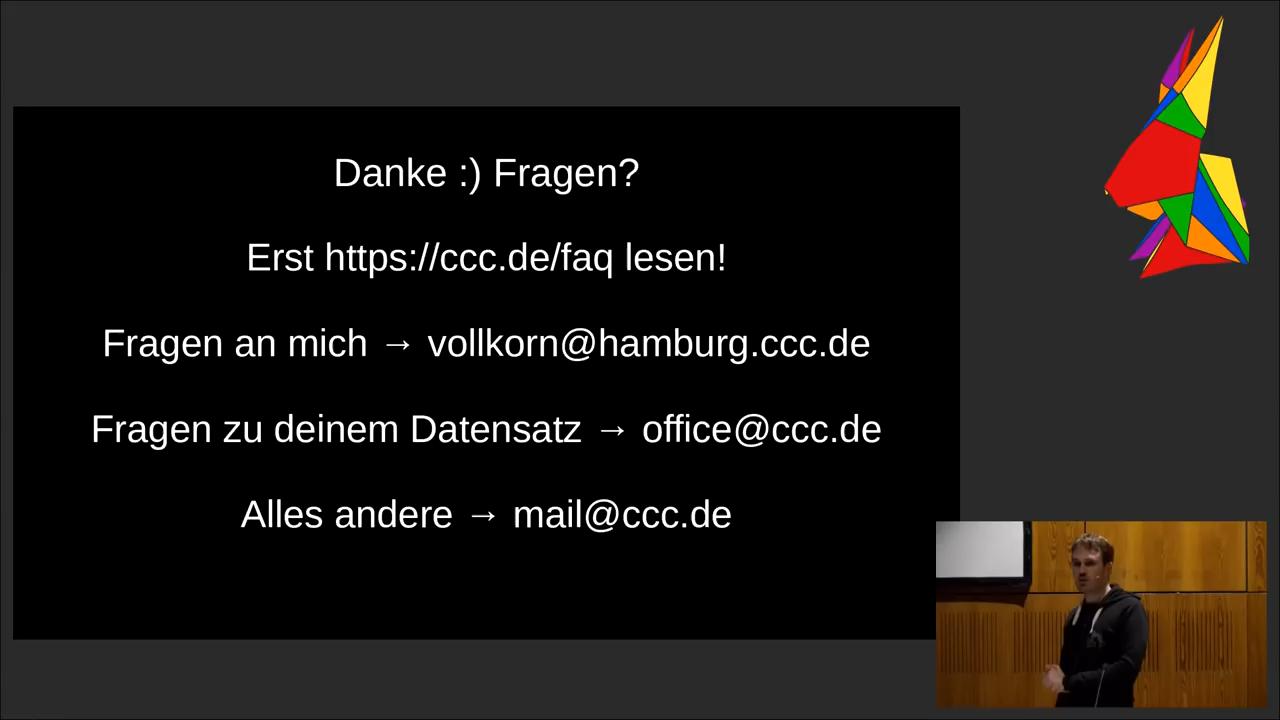 Danke :) Fragen?
Erst https://ccc.de/faq lesen!
Fragen an mich → vollkorn@hamburg.ccc.de
Fragen zu deinem Datensatz → office@ccc.de
Alles andere → mail@ccc.de